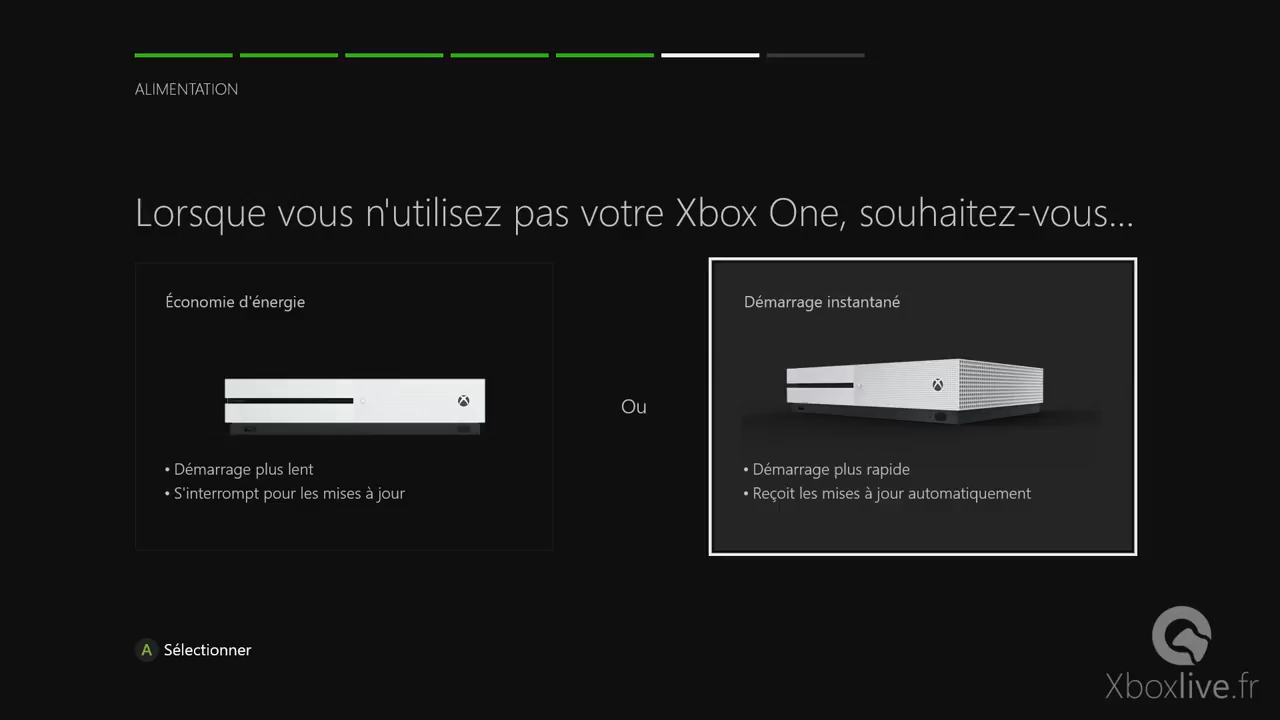 ALIMENTATION
Lorsque vous n'utilisez pas votre Xbox One, souhaitez-vous...
Économie d'énergie
• Démarrage plus lent
• S'interrompt pour les mises à jour
Ou
Démarrage instantané
• Démarrage plus rapide
• Reçoit les mises à jour automatiquement
A Sélectionner
Xboxlive.fr